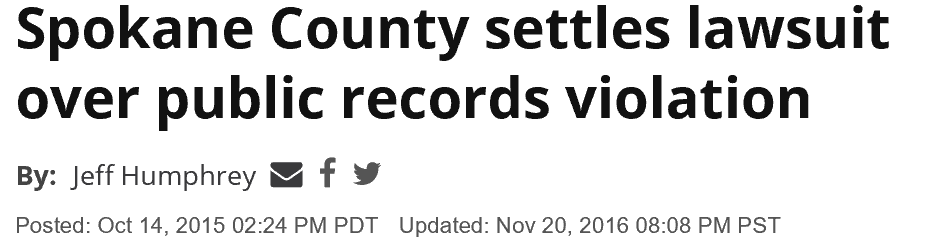 Spokane County settles lawsuit
over public records violation
By: Jeff Humphrey
Posted: Oct 14, 2015 02:24 PM PDT Updated: Nov 20, 2016 08:08 PM PST